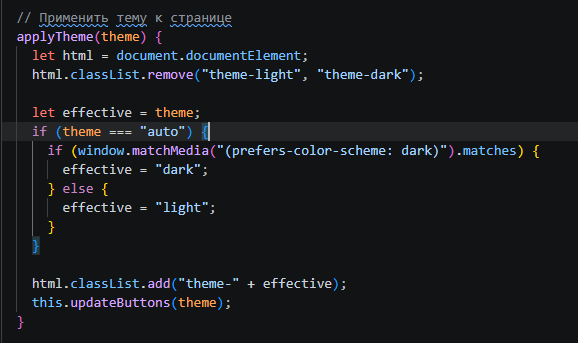 // Применить тему к странице
applyTheme(theme) {
let html = document.documentElement;
html.classList.remove("theme-light", "theme-dark");
let effective = theme;
if (theme === "auto") {
if (window.matchMedia("(prefers-color-scheme: dark)").matches) {
effective = "dark";
} else {
effective = "light";
}
}
html.classList.add("theme-" + effective);
this.updateButtons(theme);
}